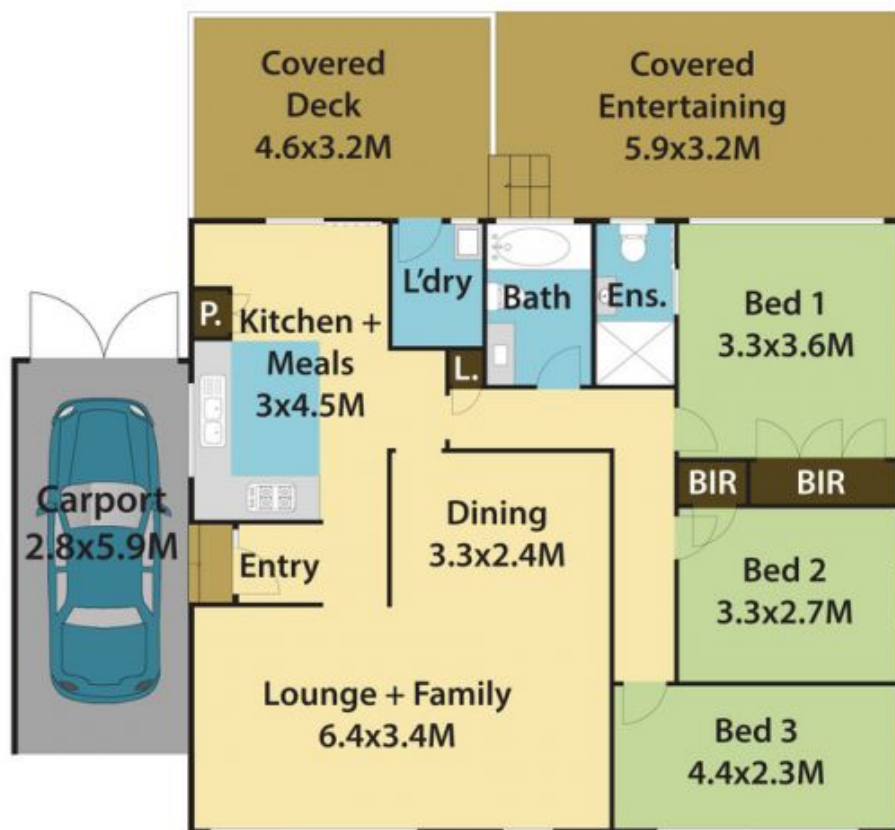 Covered
Deck
4.6x3.2M
Covered
Entertaining
5.9x3.2M
L'dry
Bath
Ens.
Bed 1
3.3x3.6M
P.
Kitchen +
Meals
3x4.5M
L.
BIR
BIR
Carport
2.8x5.9M
Entry
Dining
3.3x2.4M
Bed 2
3.3x2.7M
Lounge + Family
6.4x3.4M
Bed 3
4.4x2.3M